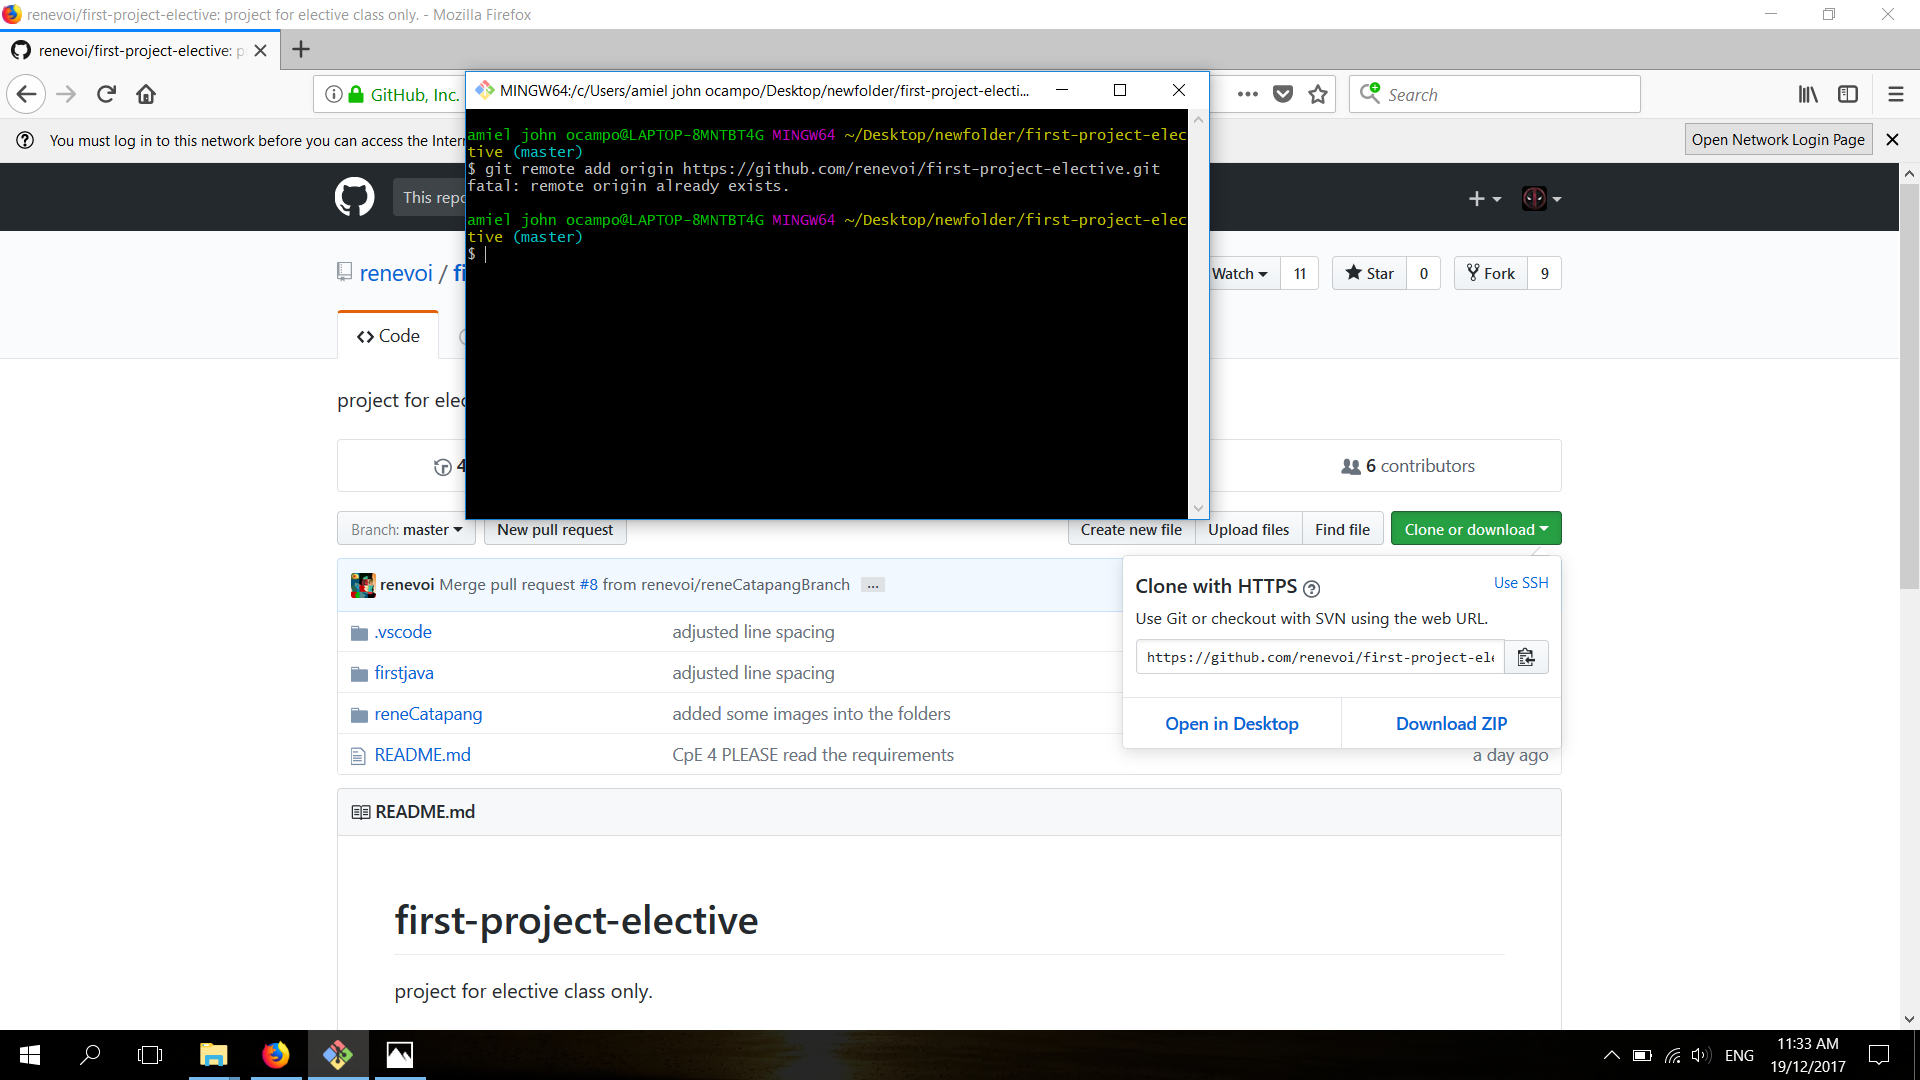 renevoi/first-project-elective: project for elective class only. - Mozilla Firefox
renevoi/first-project-elective: p
GitHub, Inc.
MINGW64:/c/Users/amiel john ocampo/Desktop/newfolder/first-project-electi...
Search
You must log in to this network before you can access the Inter
Open Network Login Page
amiel john ocampo@LAPTOP-8MNTBT4G MINGW64 ~/Desktop/newfolder/first-project-elec
tive (master)
$ git remote add origin https://github.com/renevoi/first-project-elective.git
fatal: remote origin already exists.
amiel john ocampo@LAPTOP-8MNTBT4G MINGW64 ~/Desktop/newfolder/first-project-elec
tive (master)
$
This repo
renevoi / fi
Watch 11 Star 0 Fork 9
Code
project for elec
4
6 contributors
Branch: master New pull request Create new file Upload files Find file Clone or download
renevoi Merge pull request #8 from renevoi/reneCatapangBranch ...
Clone with HTTPS Use SSH
Use Git or checkout with SVN using the web URL.
https://github.com/renevoi/first-project-ele
Open in Desktop Download ZIP
.vscode adjusted line spacing
firstjava adjusted line spacing
reneCatapang added some images into the folders
README.md CpE 4 PLEASE read the requirements a day ago
README.md
first-project-elective
project for elective class only.
ENG
11:33 AM
19/12/2017